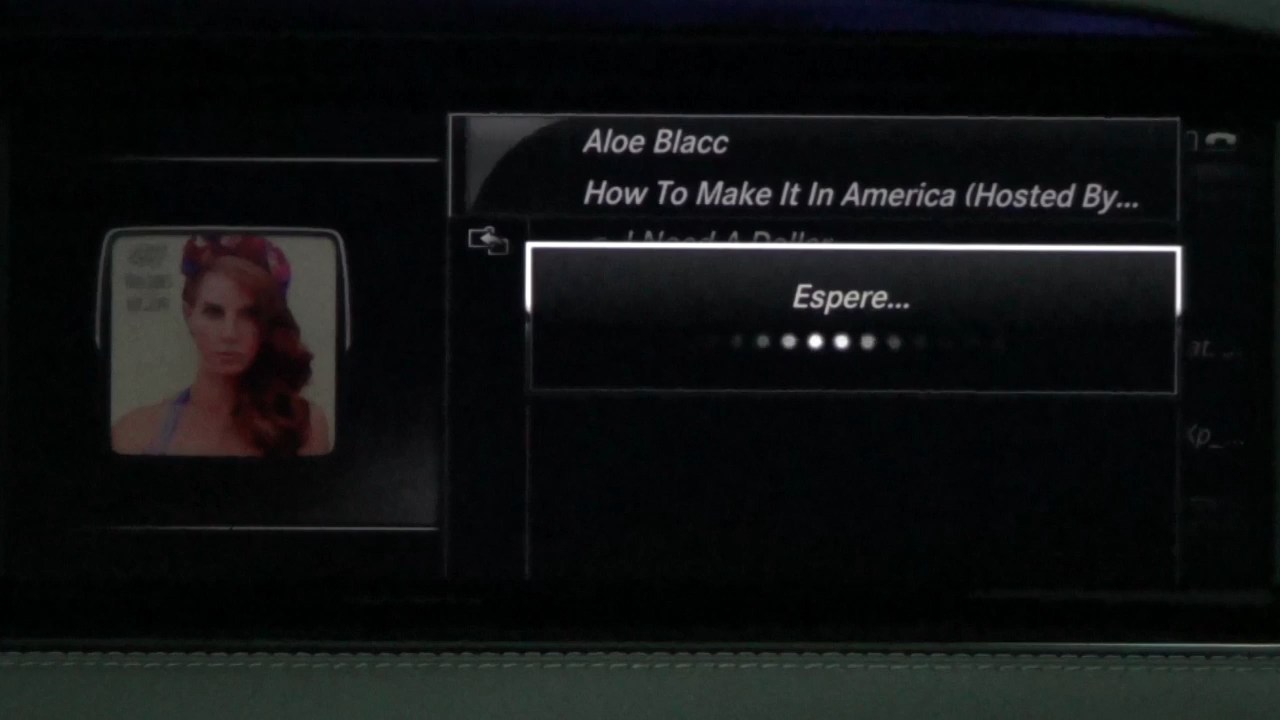 Aloe Blacc
How To Make It In America (Hosted By...
I Need A Dollar
Espere...